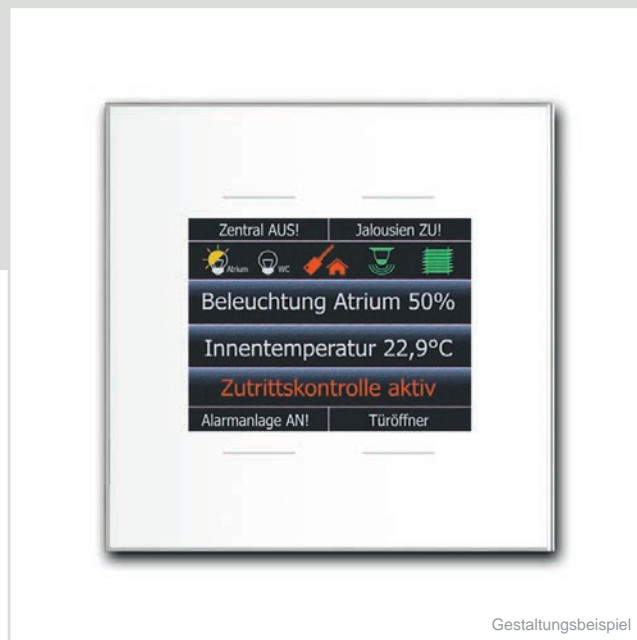 Zentral AUS! Jalousien ZU!
Atrium WC
Beleuchtung Atrium 50%
Innentemperatur 22,9°C
Zutrittskontrolle aktiv
Alarmanlage AN! Türöffner
Gestaltungsbeispiel